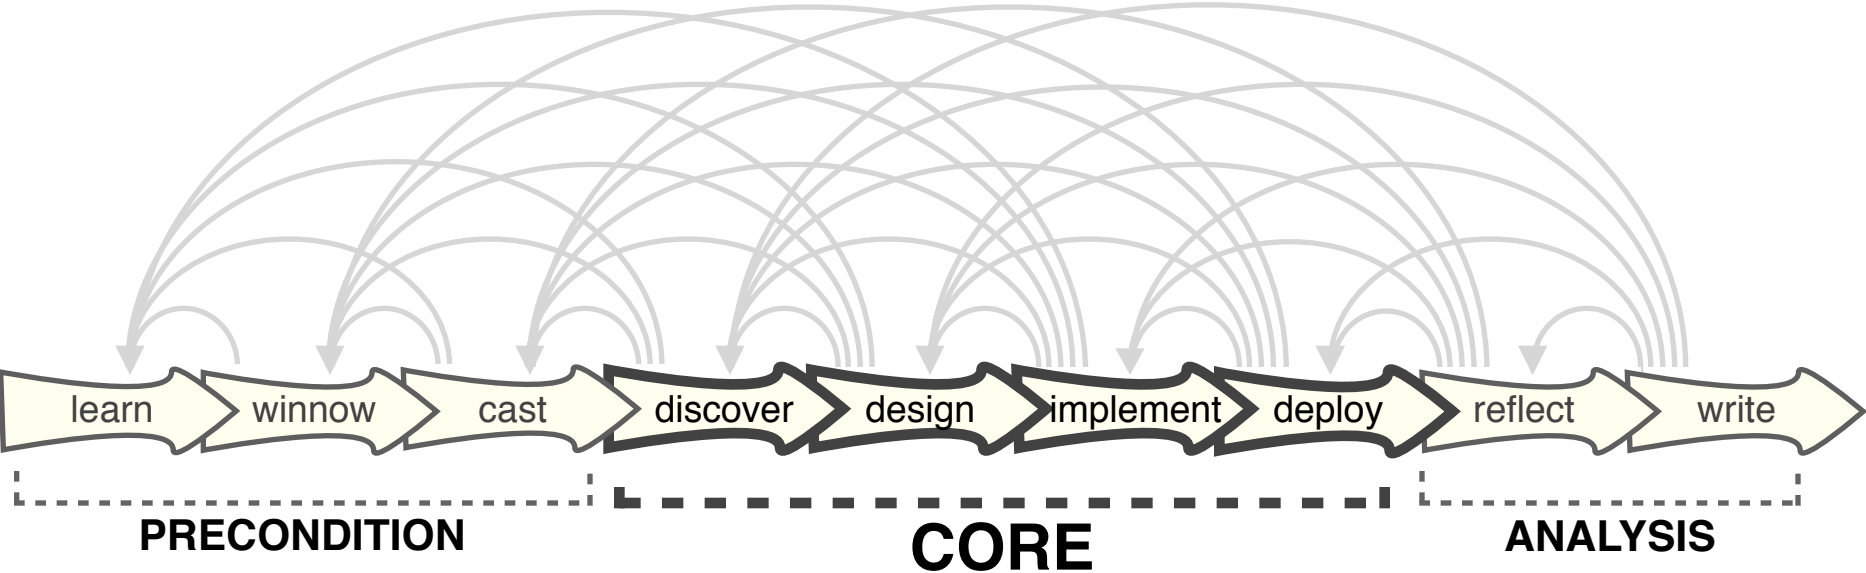 learn winnow cast discover design implement deploy reflect write
PRECONDITION CORE ANALYSIS